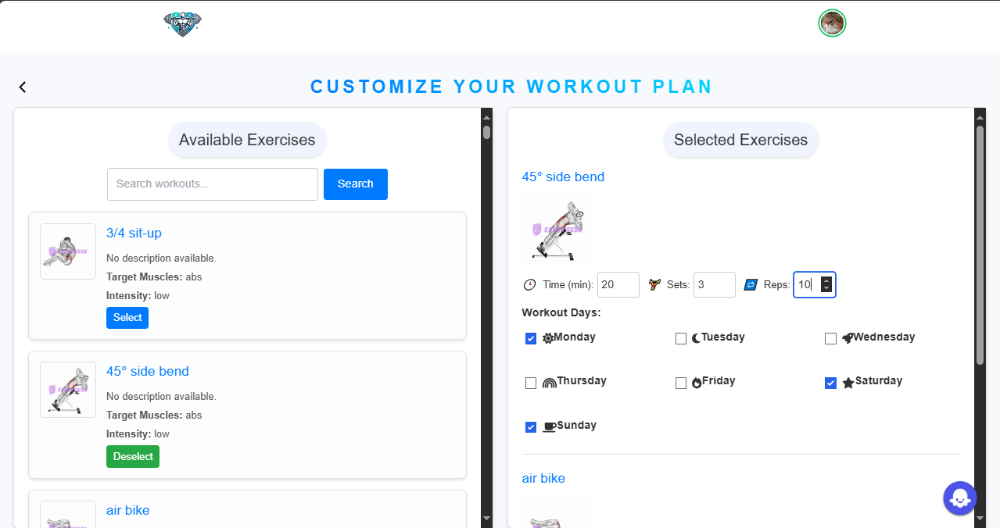 CUSTOMIZE YOUR WORKOUT PLAN
Available Exercises
Search workouts...
Search
3/4 sit-up
No description available.
Target Muscles: abs
Intensity: low
Select
45° side bend
No description available.
Target Muscles: abs
Intensity: low
Deselect
air bike
Selected Exercises
45° side bend
Time (min): 20 Sets: 3 Reps: 10
Workout Days:
Monday Tuesday Wednesday
Thursday Friday Saturday
Sunday
air bike